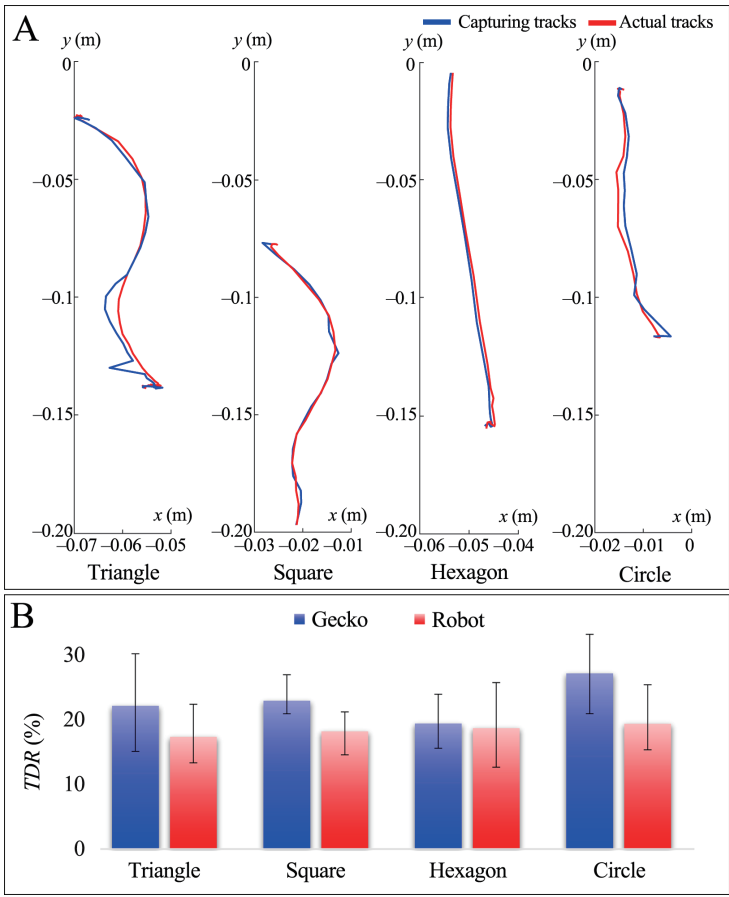 A
Capturing tracks Actual tracks
y (m) y (m) y (m) y (m)
0 0 0 0
−0.05 −0.05 −0.05 −0.05
−0.1 −0.1 −0.1 −0.1
−0.15 −0.15 −0.15 −0.15
x (m) x (m) x (m) x (m)
−0.20 −0.20 −0.20 −0.20
−0.07 −0.06 −0.05 −0.03 −0.02 −0.01 −0.06 −0.05 −0.04 −0.02 −0.01 0
Triangle Square Hexagon Circle
B
Gecko Robot
TDR (%)
30
20
10
0
Triangle Square Hexagon Circle